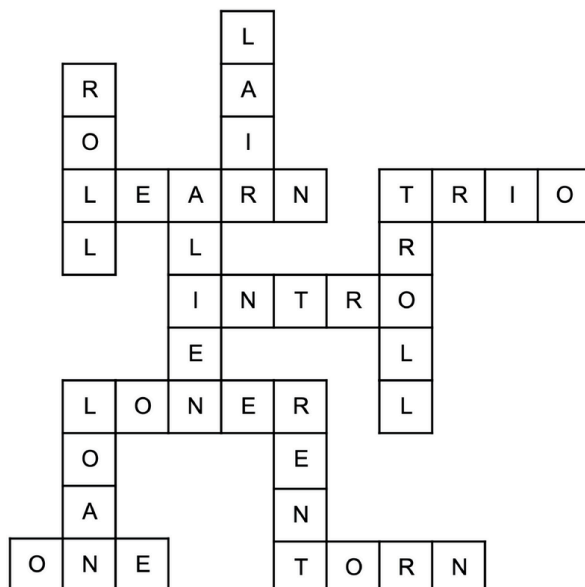 L
R A
O I
L E A R N T R I O
L L R
I N T R O
E L
L O N E R L
O E
A N
O N E T O R N